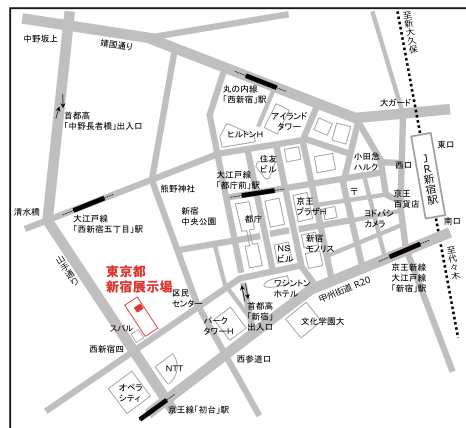 中野坂上
靖国通り
至新大久保
丸の内線
「西新宿」駅
大ガード
首都高
「中野長者橋」出入口
アイランド
タワー
ヒルトンH
東口
JR新宿駅
小田急
ハルク
西口
住友
ビル
大江戸線
「都庁前」駅
熊野神社
〒
京王
百貨店
清水橋
大江戸線
「西新宿五丁目」駅
新宿
中央公園
都庁
京王
プラザH
ヨドバシ
カメラ
南口
新宿
モノリス
NS
ビル
至代々木
山手通り
東京都
新宿展示場
京王新線
大江戸線
「新宿」駅
ワシントン
ホテル
甲州街道 R20
区民
センター
首都高
「新宿」
出入口
スバル
パーク
タワーH
文化学園大
西新宿四
西参道口
NTT
オペラ
シティ
京王線「初台」駅